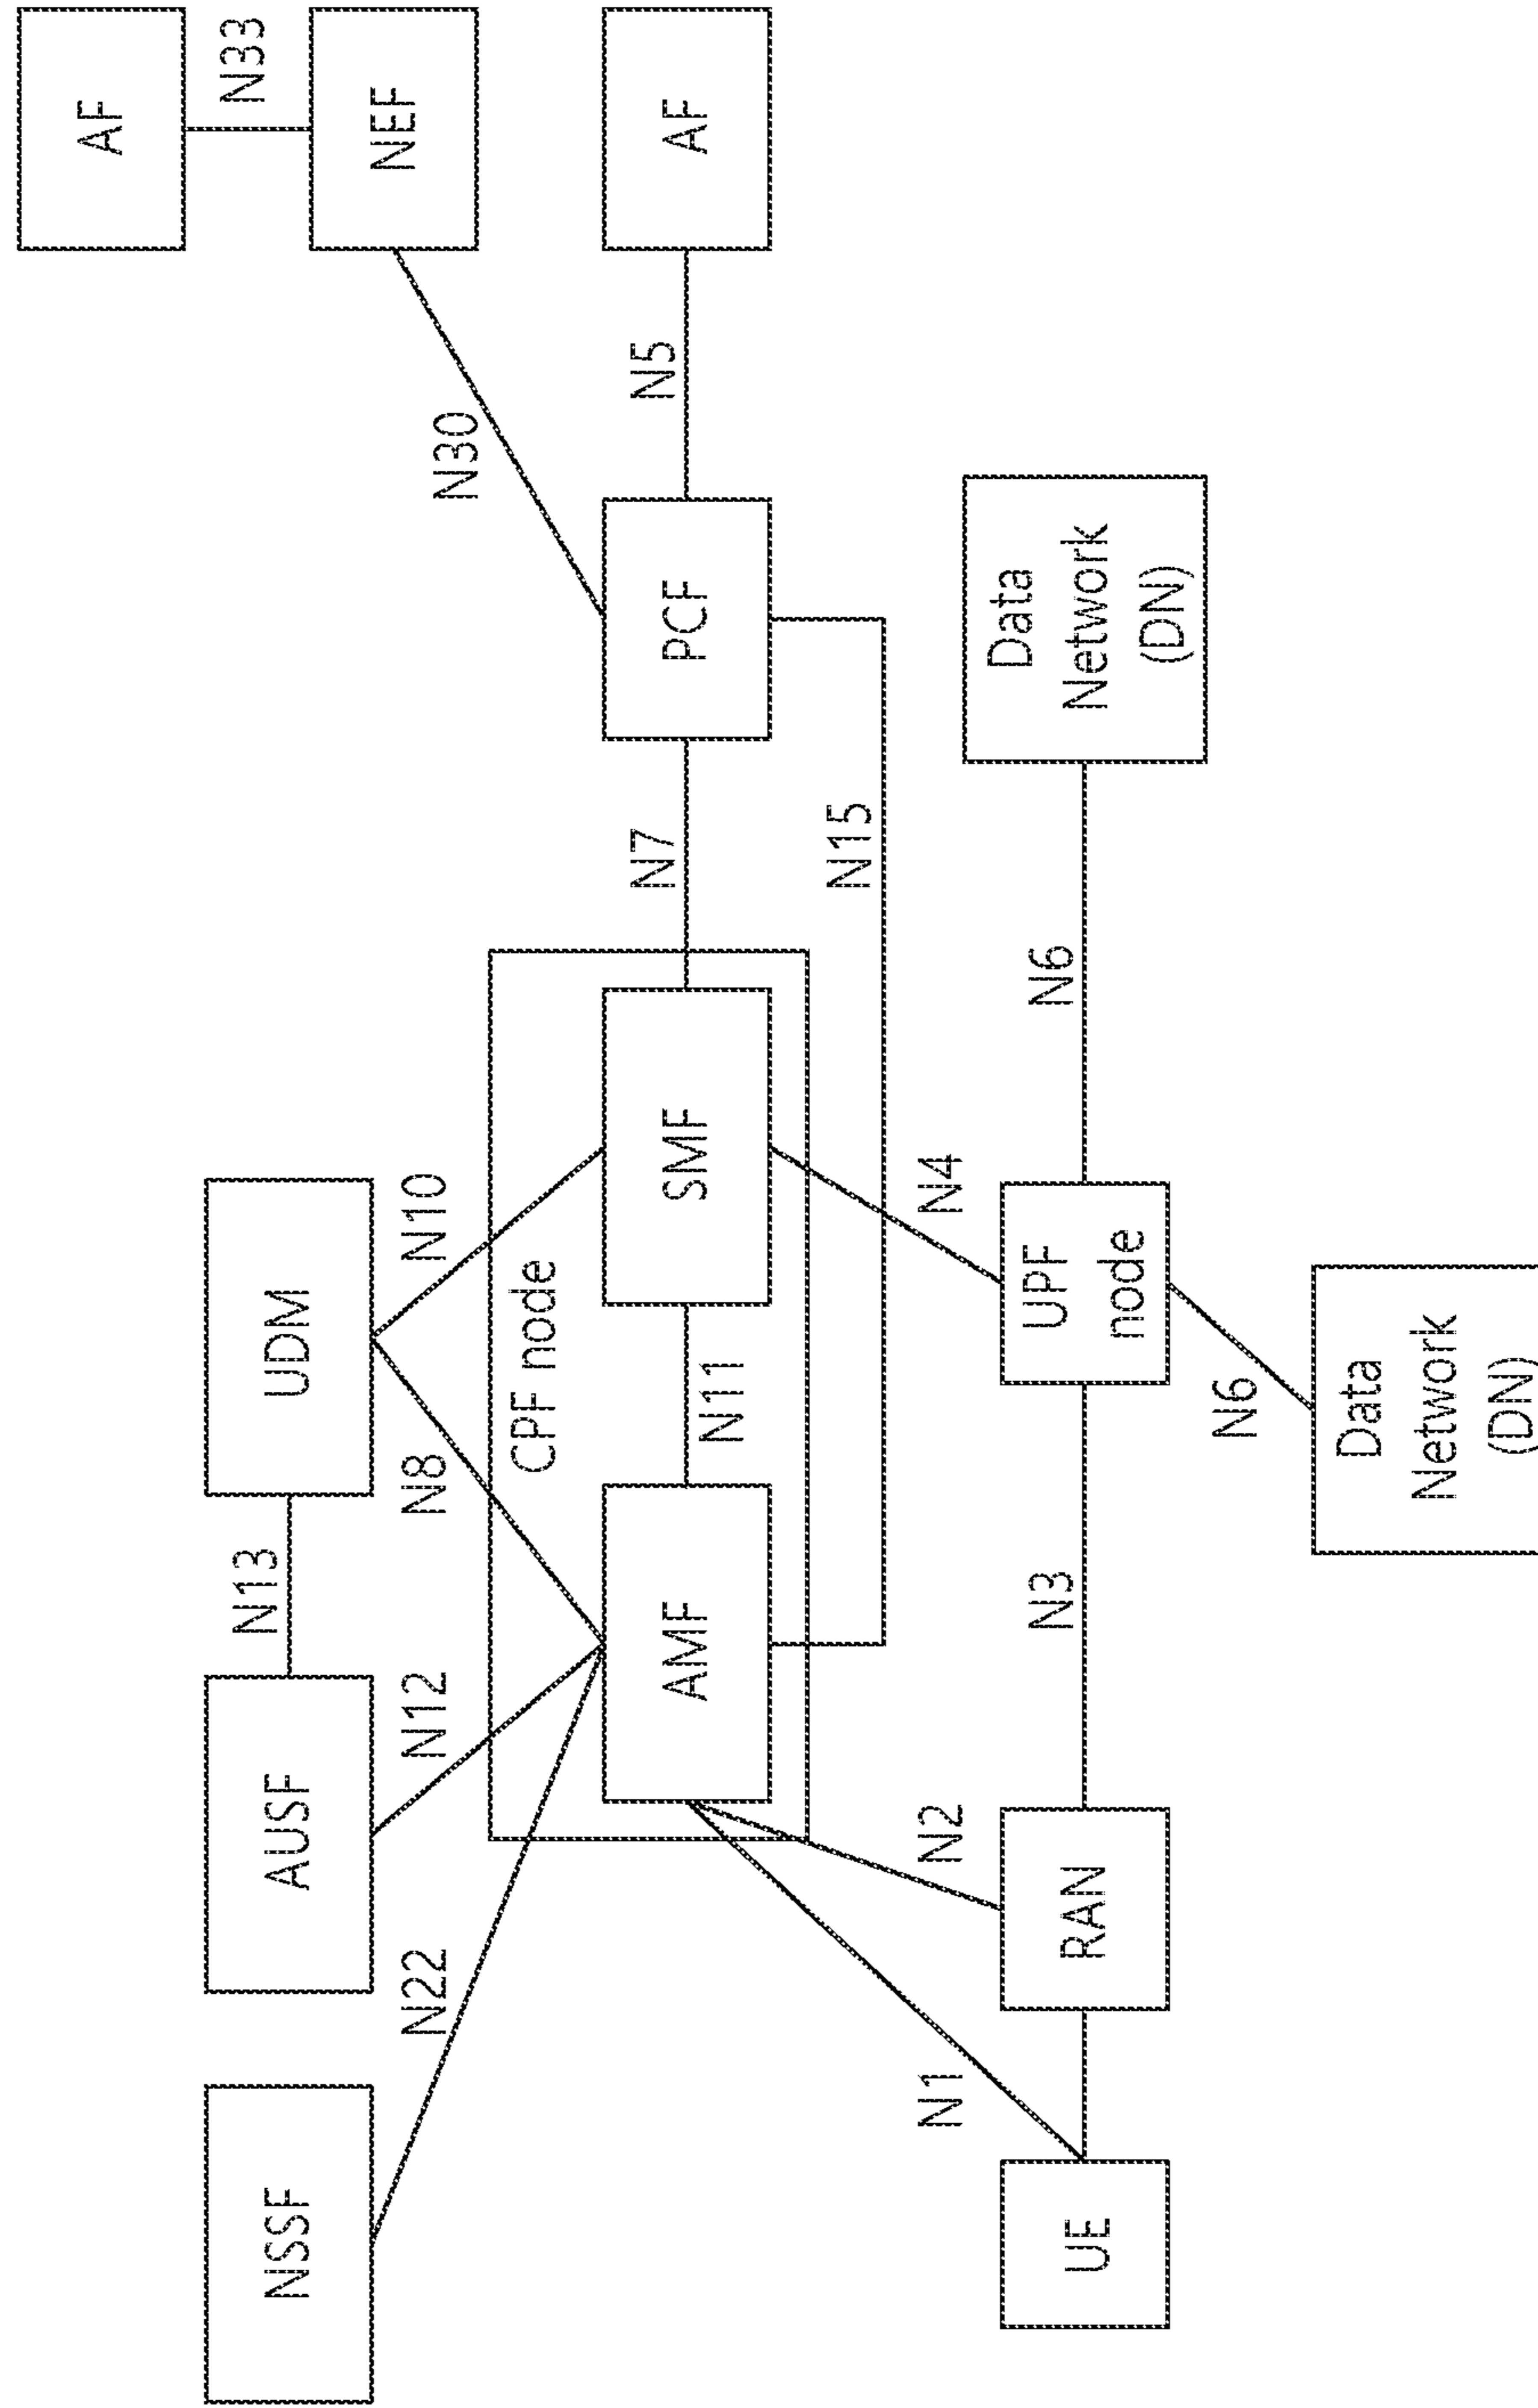 AF
N33
NSSF
AUSF
N13
UDM
NEF
N22
N12
N8
N10
N30
CPF node
AMF
N11
SMF
N7
PCF
N5
AF
N15
N1
N2
N4
UE
RAN
N3
UPF
node
N6
Data
Network
(DN)
N6
Data
Network
(DN)